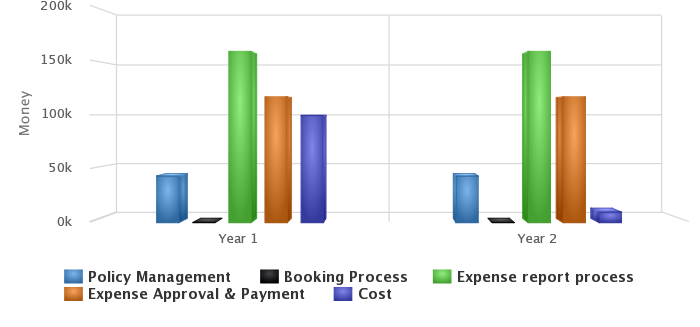 200k
150k
100k
50k
0k
Money
Year 1 Year 2
Policy Management Booking Process Expense report process
Expense Approval & Payment Cost